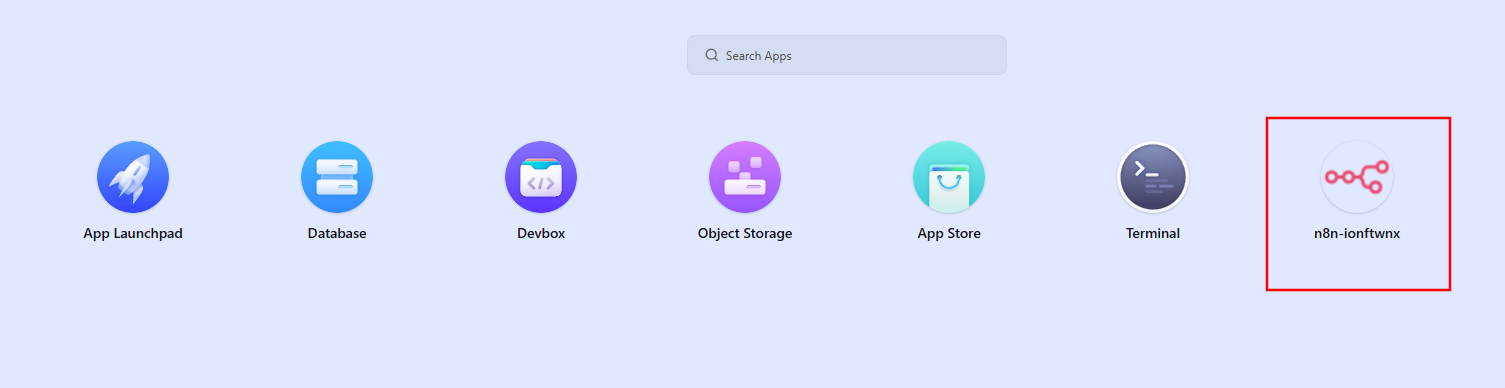 Search Apps
App Launchpad
Database
Devbox
Object Storage
App Store
Terminal
n8n-ionftwnx